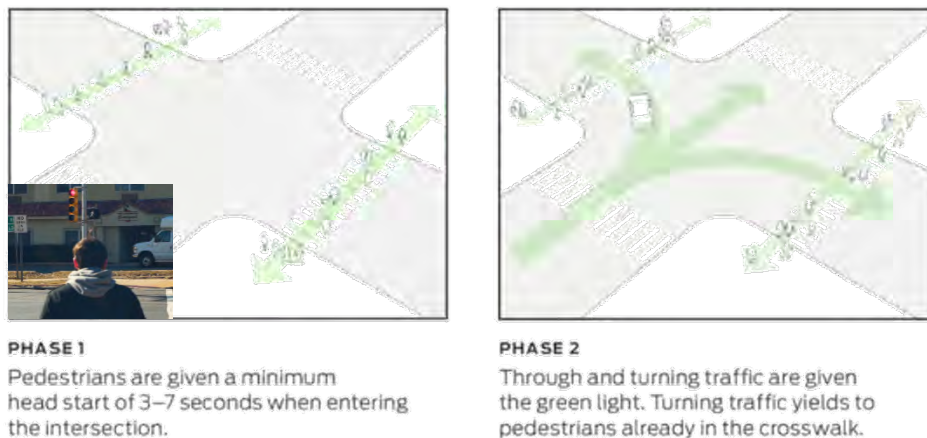 PHASE 1
Pedestrians are given a minimum
head start of 3–7 seconds when entering
the intersection.
PHASE 2
Through and turning traffic are given
the green light. Turning traffic yields to
pedestrians already in the crosswalk.